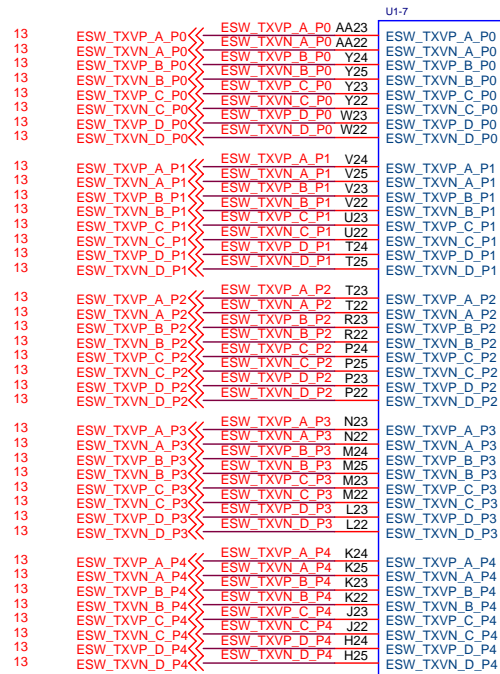 U1-7
13 ESW_TXVP_A_P0 ESW_TXVP_A_P0 AA23 ESW_TXVP_A_P0
13 ESW_TXVN_A_P0 ESW_TXVN_A_P0 AA22 ESW_TXVN_A_P0
13 ESW_TXVP_B_P0 ESW_TXVP_B_P0 Y24 ESW_TXVP_B_P0
13 ESW_TXVN_B_P0 ESW_TXVN_B_P0 Y25 ESW_TXVN_B_P0
13 ESW_TXVP_C_P0 ESW_TXVP_C_P0 Y23 ESW_TXVP_C_P0
13 ESW_TXVN_C_P0 ESW_TXVN_C_P0 Y22 ESW_TXVN_C_P0
13 ESW_TXVP_D_P0 ESW_TXVP_D_P0 W23 ESW_TXVP_D_P0
13 ESW_TXVN_D_P0 ESW_TXVN_D_P0 W22 ESW_TXVN_D_P0
13 ESW_TXVP_A_P1 ESW_TXVP_A_P1 V24 ESW_TXVP_A_P1
13 ESW_TXVN_A_P1 ESW_TXVN_A_P1 V25 ESW_TXVN_A_P1
13 ESW_TXVP_B_P1 ESW_TXVP_B_P1 V23 ESW_TXVP_B_P1
13 ESW_TXVN_B_P1 ESW_TXVN_B_P1 V22 ESW_TXVN_B_P1
13 ESW_TXVP_C_P1 ESW_TXVP_C_P1 U23 ESW_TXVP_C_P1
13 ESW_TXVN_C_P1 ESW_TXVN_C_P1 U22 ESW_TXVN_C_P1
13 ESW_TXVP_D_P1 ESW_TXVP_D_P1 T24 ESW_TXVP_D_P1
13 ESW_TXVN_D_P1 ESW_TXVN_D_P1 T25 ESW_TXVN_D_P1
13 ESW_TXVP_A_P2 ESW_TXVP_A_P2 T23 ESW_TXVP_A_P2
13 ESW_TXVN_A_P2 ESW_TXVN_A_P2 T22 ESW_TXVN_A_P2
13 ESW_TXVP_B_P2 ESW_TXVP_B_P2 R23 ESW_TXVP_B_P2
13 ESW_TXVN_B_P2 ESW_TXVN_B_P2 R22 ESW_TXVN_B_P2
13 ESW_TXVP_C_P2 ESW_TXVP_C_P2 P24 ESW_TXVP_C_P2
13 ESW_TXVN_C_P2 ESW_TXVN_C_P2 P25 ESW_TXVN_C_P2
13 ESW_TXVP_D_P2 ESW_TXVP_D_P2 P23 ESW_TXVP_D_P2
13 ESW_TXVN_D_P2 ESW_TXVN_D_P2 P22 ESW_TXVN_D_P2
13 ESW_TXVP_A_P3 ESW_TXVP_A_P3 N23 ESW_TXVP_A_P3
13 ESW_TXVN_A_P3 ESW_TXVN_A_P3 N22 ESW_TXVN_A_P3
13 ESW_TXVP_B_P3 ESW_TXVP_B_P3 M24 ESW_TXVP_B_P3
13 ESW_TXVN_B_P3 ESW_TXVN_B_P3 M25 ESW_TXVN_B_P3
13 ESW_TXVP_C_P3 ESW_TXVP_C_P3 M23 ESW_TXVP_C_P3
13 ESW_TXVN_C_P3 ESW_TXVN_C_P3 M22 ESW_TXVN_C_P3
13 ESW_TXVP_D_P3 ESW_TXVP_D_P3 L23 ESW_TXVP_D_P3
13 ESW_TXVN_D_P3 ESW_TXVN_D_P3 L22 ESW_TXVN_D_P3
13 ESW_TXVP_A_P4 ESW_TXVP_A_P4 K24 ESW_TXVP_A_P4
13 ESW_TXVN_A_P4 ESW_TXVN_A_P4 K25 ESW_TXVN_A_P4
13 ESW_TXVP_B_P4 ESW_TXVP_B_P4 K23 ESW_TXVP_B_P4
13 ESW_TXVN_B_P4 ESW_TXVN_B_P4 K22 ESW_TXVN_B_P4
13 ESW_TXVP_C_P4 ESW_TXVP_C_P4 J23 ESW_TXVP_C_P4
13 ESW_TXVN_C_P4 ESW_TXVN_C_P4 J22 ESW_TXVN_C_P4
13 ESW_TXVP_D_P4 ESW_TXVP_D_P4 H24 ESW_TXVP_D_P4
13 ESW_TXVN_D_P4 ESW_TXVN_D_P4 H25 ESW_TXVN_D_P4